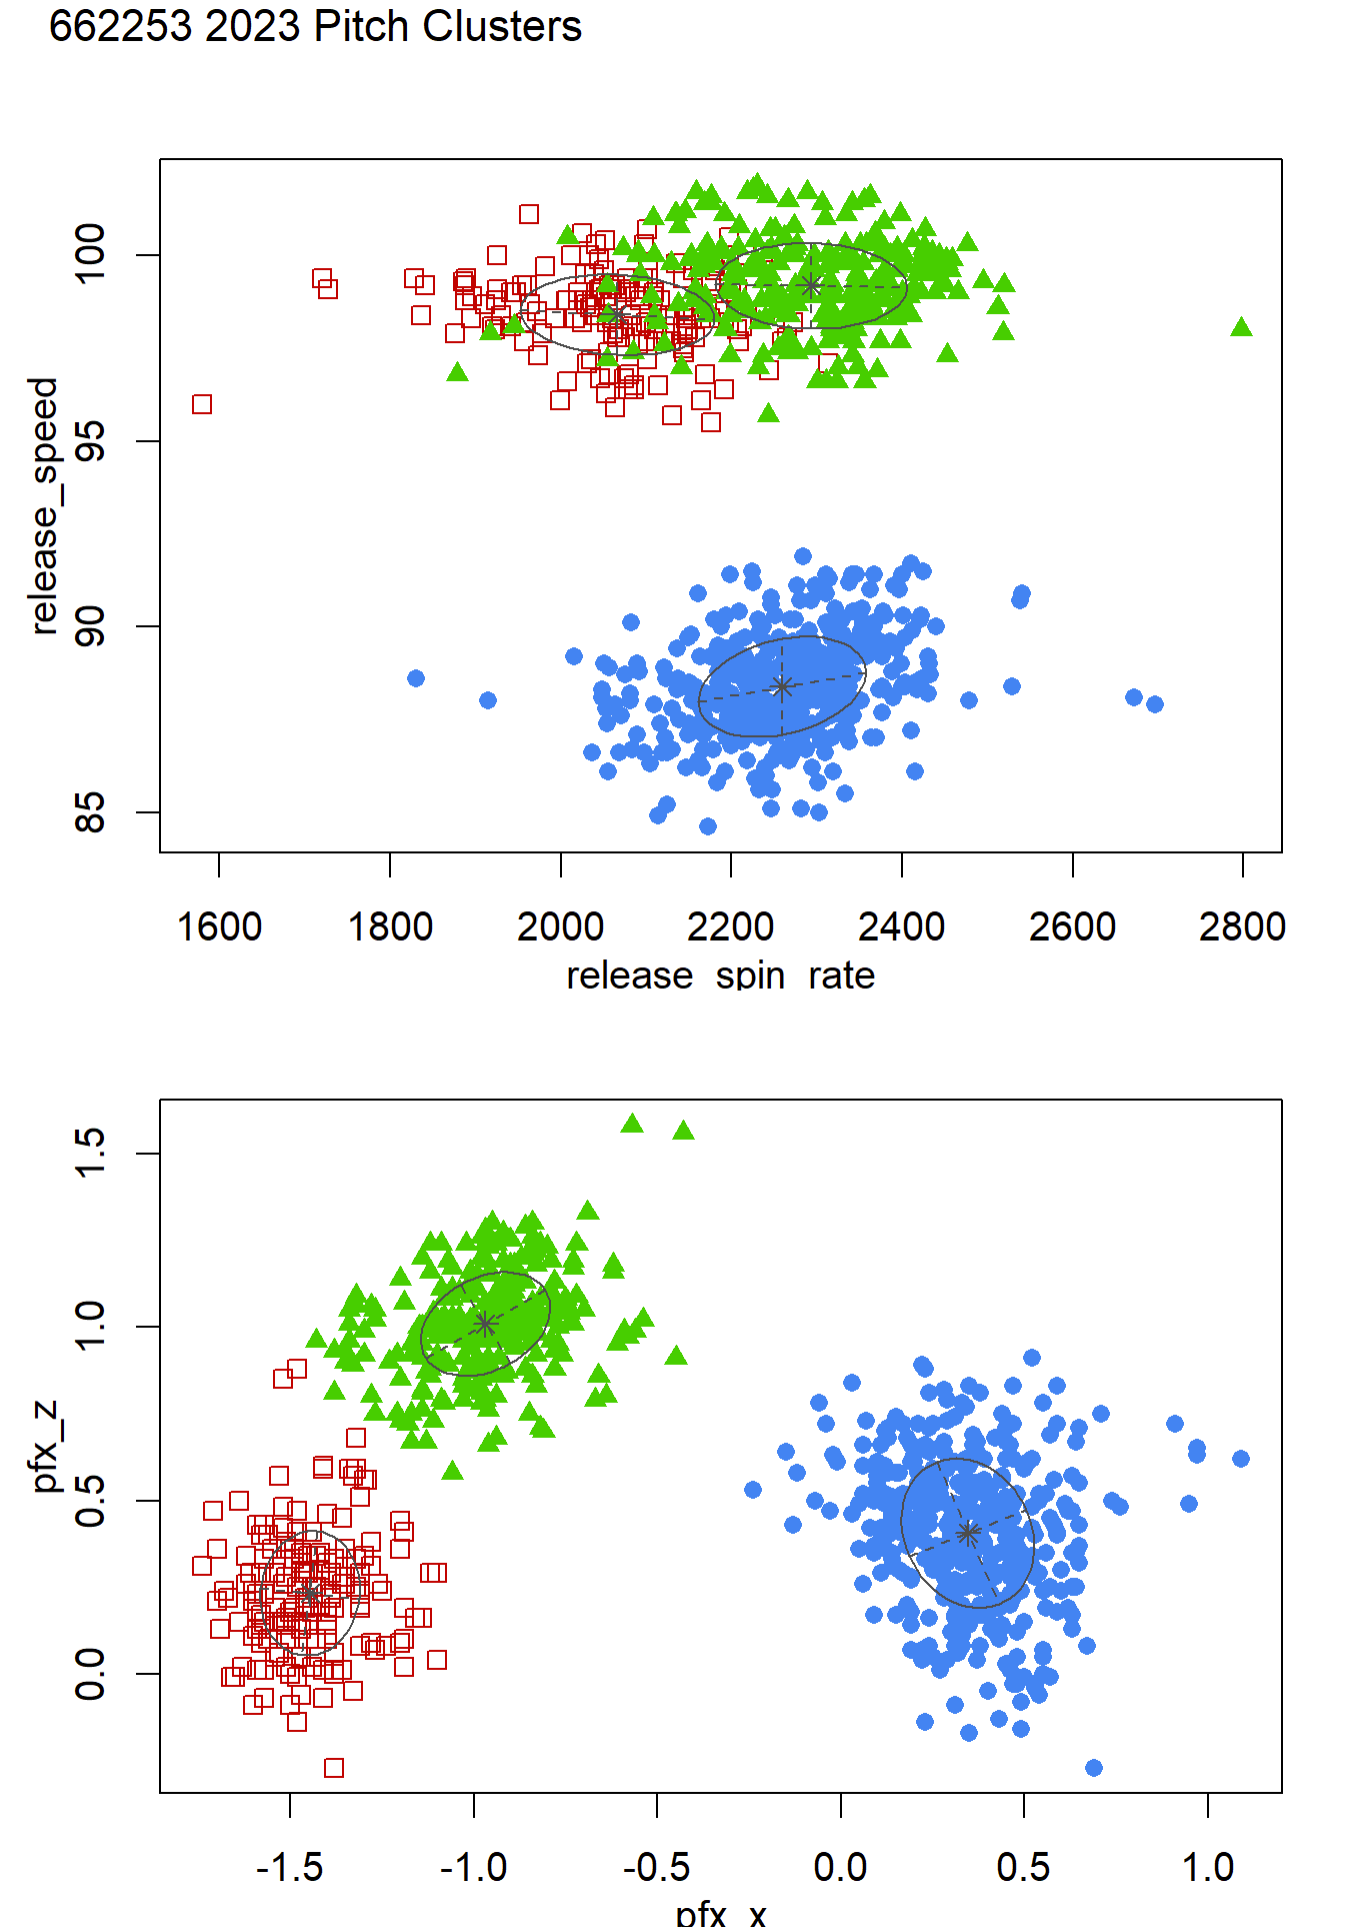 662253 2023 Pitch Clusters
100
95
90
85
release_speed
1600 1800 2000 2200 2400 2600 2800
release_spin_rate
1.5
1.0
0.5
0.0
pfx_z
-1.5 -1.0 -0.5 0.0 0.5 1.0
pfx_x